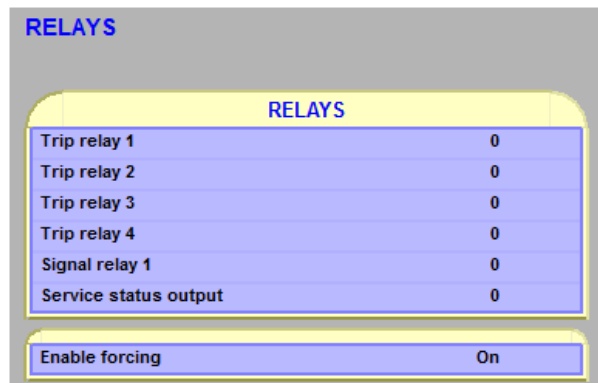 RELAYS
RELAYS
Trip relay 1 0
Trip relay 2 0
Trip relay 3 0
Trip relay 4 0
Signal relay 1 0
Service status output 0
Enable forcing On